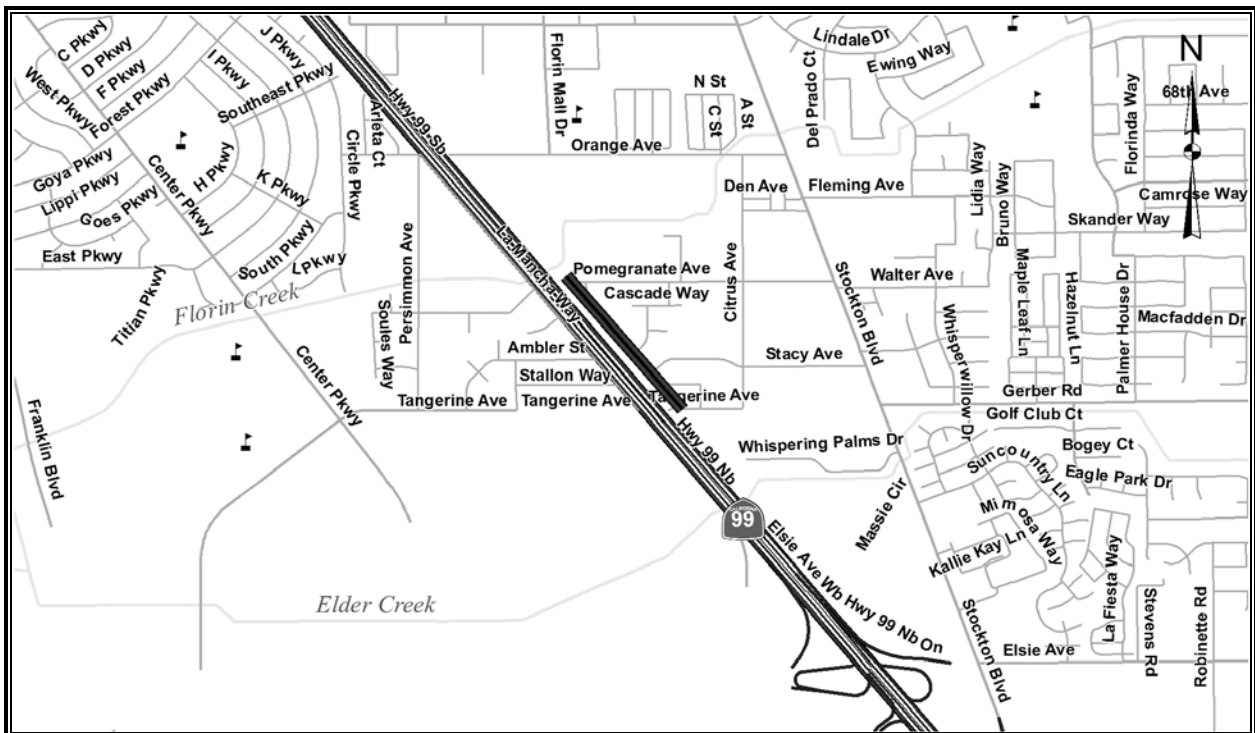 C Pkwy
D Pkwy
F Pkwy
Forest Pkwy
West Pkwy
I Pkwy
J Pkwy
Southeast Pkwy
Goya Pkwy
Lippi Pkwy
Goes Pkwy
East Pkwy
Center Pkwy
H Pkwy
K Pkwy
South Pkwy
L Pkwy
Circle Pkwy
Arleta Ct
Titian Pkwy
Florin Creek
Hwy 99 Sb
Florin Mall Dr
N St
C St
A St
Orange Ave
Del Prado Ct
Lindale Dr
Ewing Way
N
68th Ave
Florinda Way
Den Ave
Fleming Ave
Lidia Way
Bruno Way
Camrose Way
Skander Way
Persimmon Ave
La Mancha Way
Pomegranate Ave
Cascade Way
Citrus Ave
Stockton Blvd
Walter Ave
Maple Leaf Ln
Hazelnut Ln
Palmer House Dr
Macfadden Dr
Soules Way
Ambler St
Stallon Way
Tangerine Ave
Tangerine Ave
Tangerine Ave
Stacy Ave
Whisperwillow Dr
Gerber Rd
Golf Club Ct
Center Pkwy
Franklin Blvd
Hwy 99 Nb
Whispering Palms Dr
Bogey Ct
Suncountry Ln
Eagle Park Dr
Massie Cir
Mimosa Way
99
Elsie Ave Wb Hwy 99 Nb On
Kallie Kay Ln
La Fiesta Way
Stevens Rd
Robinette Rd
Elder Creek
Stockton Blvd
Elsie Ave